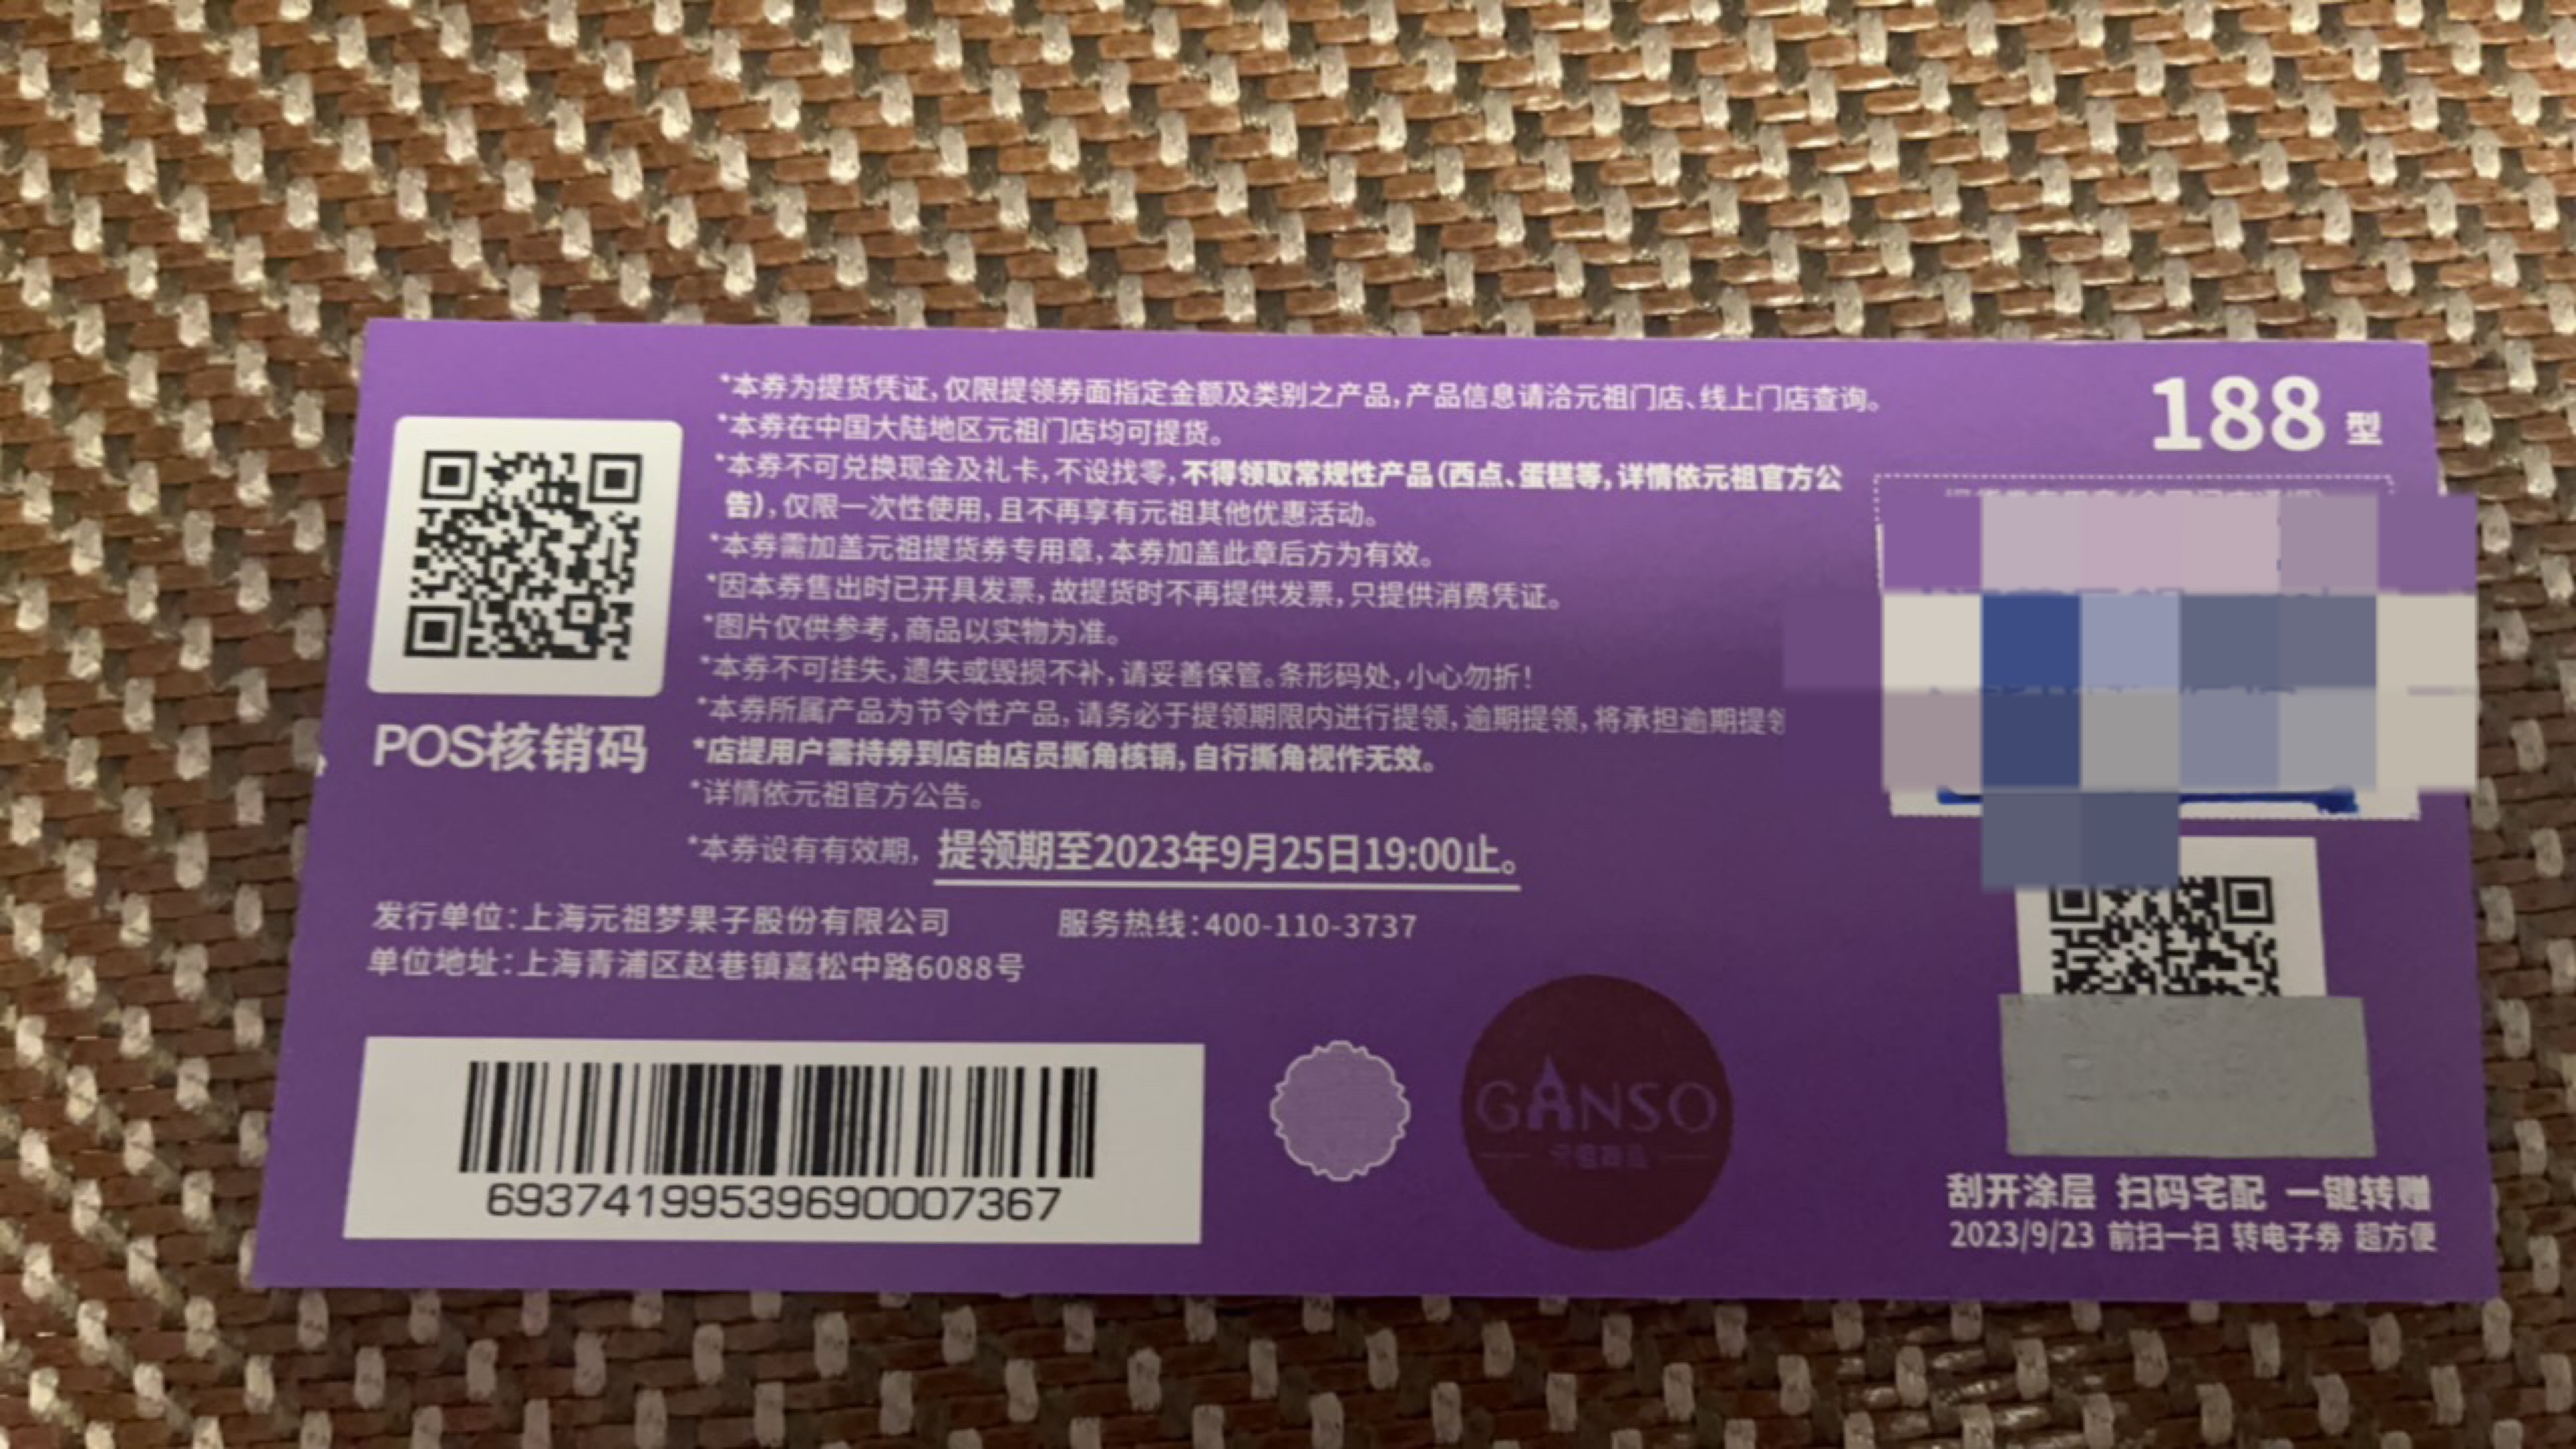 *本券为提货凭证,仅限提领券面指定金额及类别之产品,产品信息请洽元祖门店、线上门店查询。
*本券在中国大陆地区元祖门店均可提货。
*本券不可兑换现金及礼卡,不设找零,不得领取常规性产品(西点、蛋糕等,详情依元祖官方公
告),仅限一次性使用,且不再享有元祖其他优惠活动。
*本券需加盖元祖提货券专用章,本券加盖此章后方为有效。
*因本券售出时已开具发票,故提货时不再提供发票,只提供消费凭证。
*图片仅供参考,商品以实物为准。
*本券不可挂失,遗失或毁损不补,请妥善保管。条形码处,小心勿折!
*本券所属产品为节令性产品,请务必于提领期限内进行提领,逾期提领,将承担逾期提领
*店提用户需持券到店由店员撕角核销,自行撕角视作无效。
*详情依元祖官方公告。
*本券设有有效期, 提领期至2023年9月25日19:00止。
POS核销码
发行单位:上海元祖梦果子股份有限公司 服务热线:400-110-3737
单位地址:上海青浦区赵巷镇嘉松中路6088号
69374199539690007367
GANSO
188 型
刮开涂层 扫码宅配 一键转赠
2023/9/23 前扫一扫 转电子券 超方便